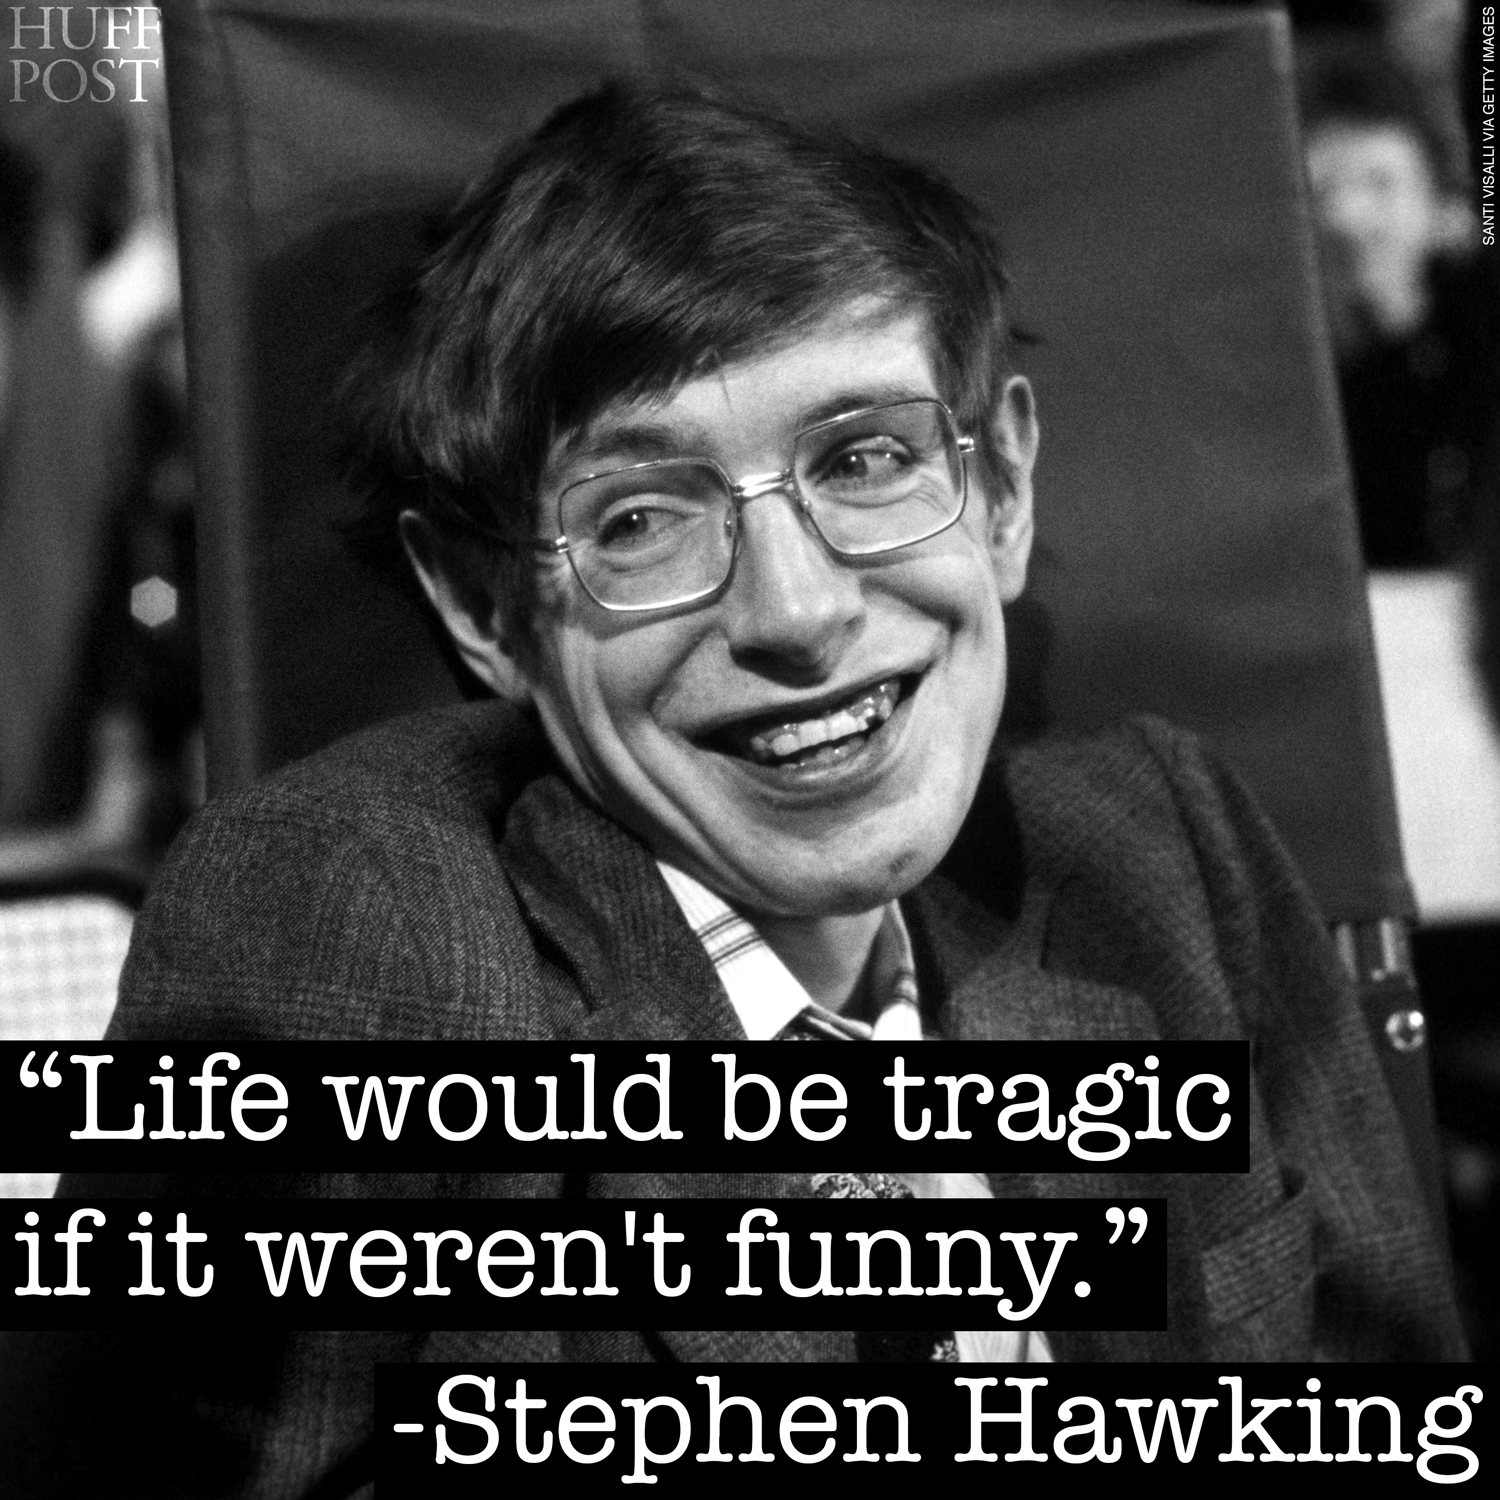 HUFF
POST
SANTI VISALLI VIA GETTY IMAGES
“Life would be tragic
if it weren't funny.”
-Stephen Hawking